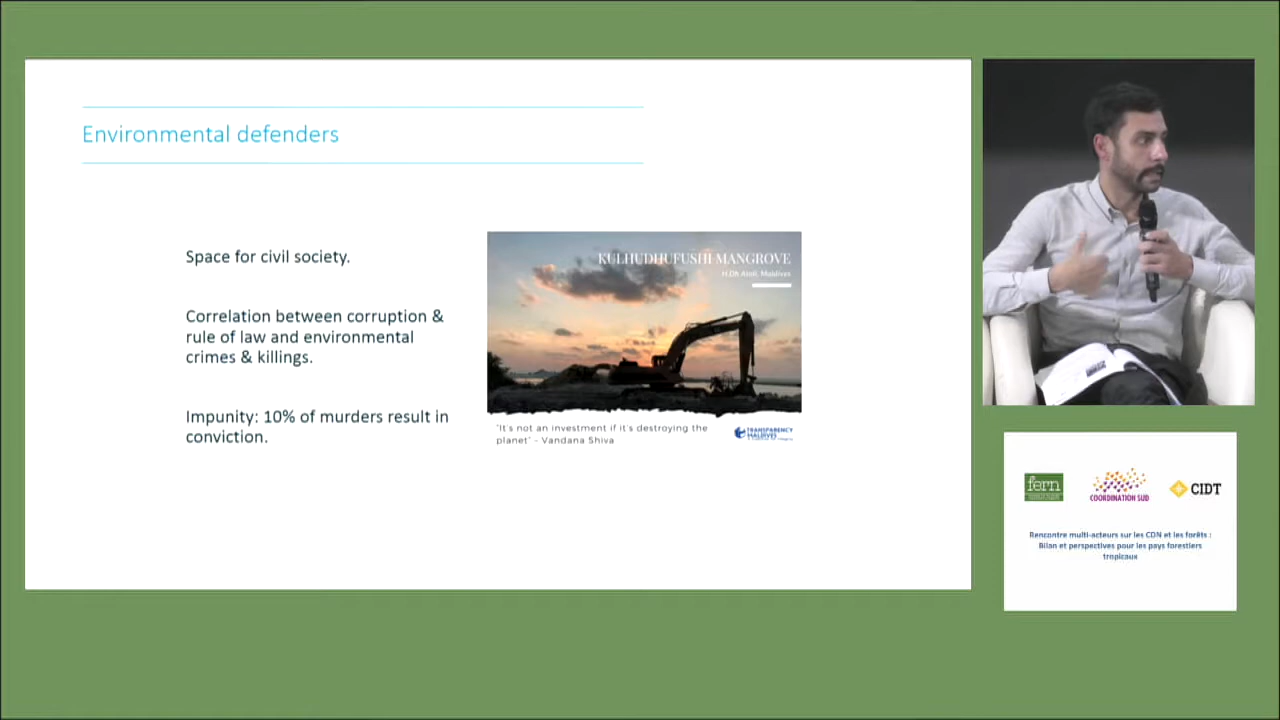 Environmental defenders
Space for civil society.
Correlation between corruption &
rule of law and environmental
crimes & killings.
Impunity: 10% of murders result in
conviction.
KULHUDHUFUSHI MANGROVE
H.Dh Atoll, Maldives
"It's not an investment if it's destroying the
planet" - Vandana Shiva
TRANSPARENCY
MALDIVES
fern
COORDINATION SUD
CIDT
Rencontre multi-acteurs sur les CDN et les forêts :
Bilan et perspectives pour les pays forestiers
tropicaux